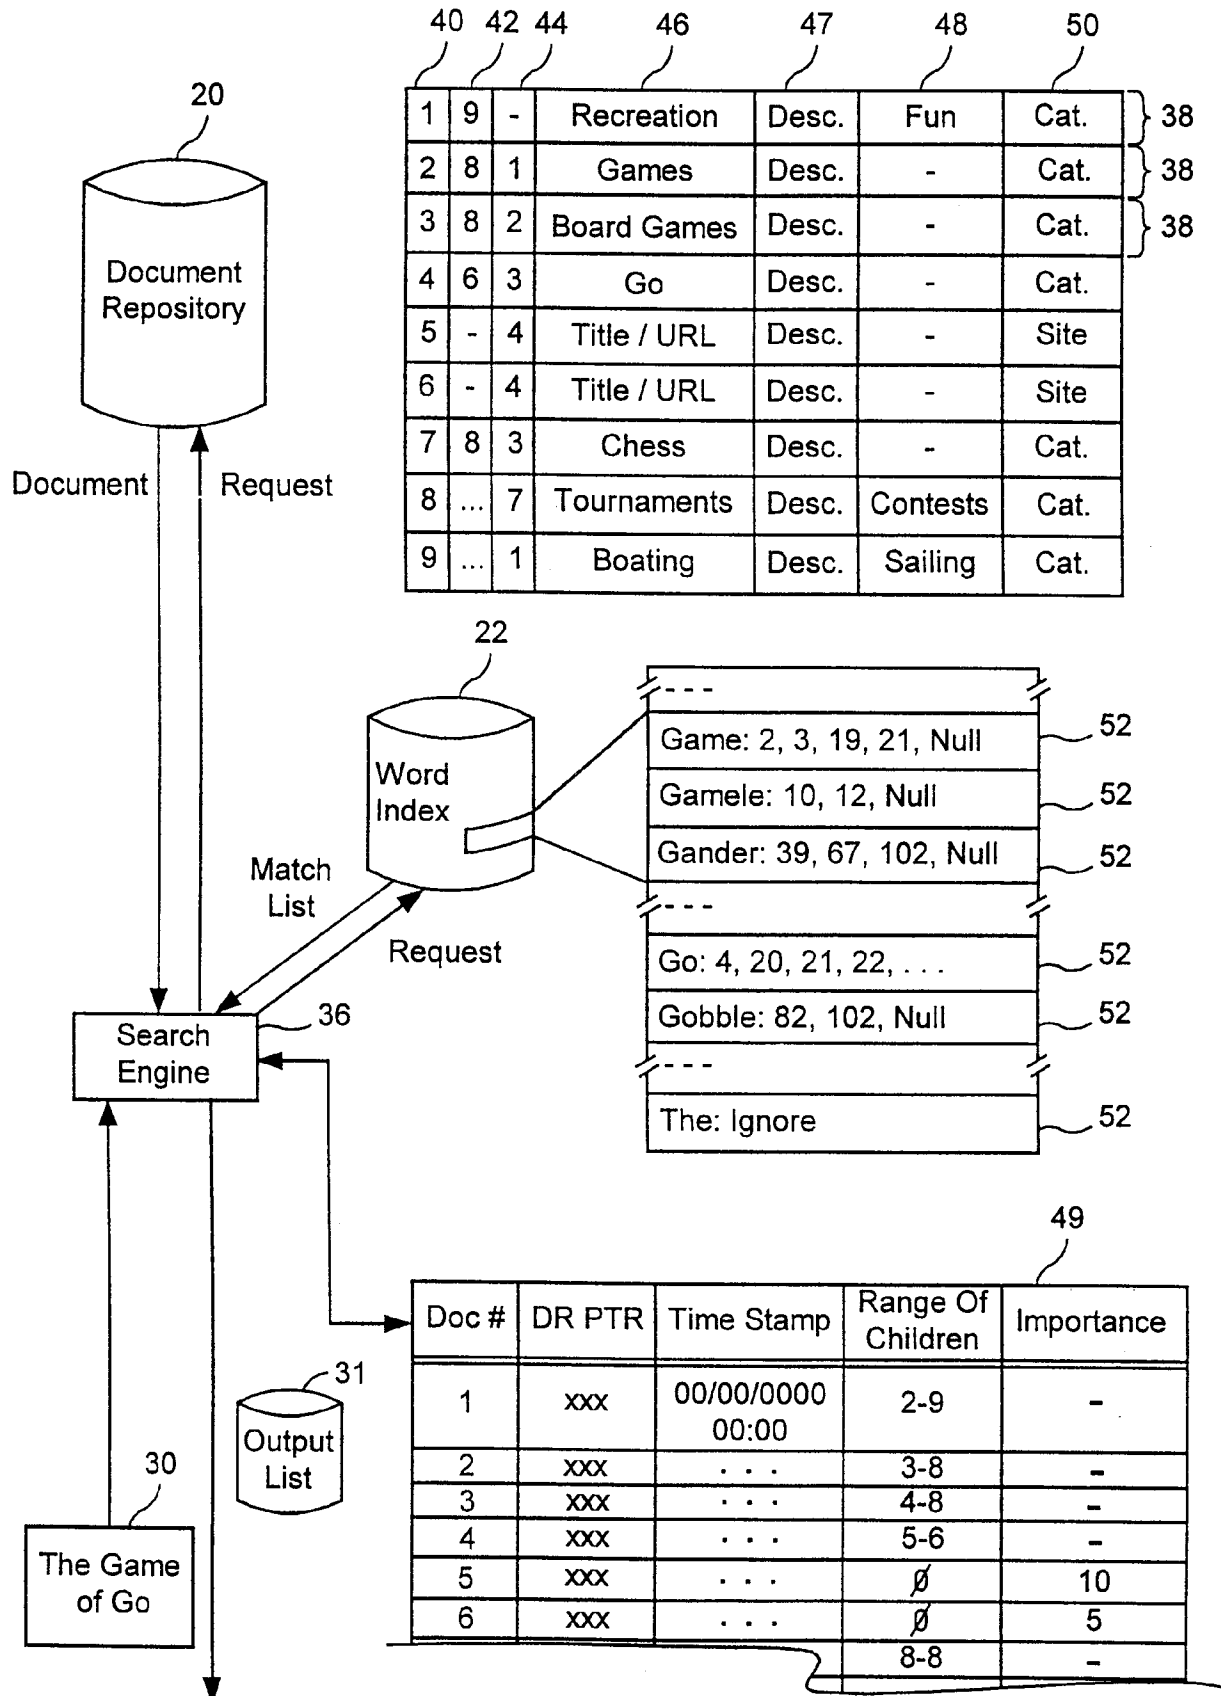 40 42 44 46 47 48 50
1 9 - Recreation Desc. Fun Cat. 38
2 8 1 Games Desc. - Cat. 38
3 8 2 Board Games Desc. - Cat. 38
4 6 3 Go Desc. - Cat.
5 - 4 Title / URL Desc. - Site
6 - 4 Title / URL Desc. - Site
7 8 3 Chess Desc. - Cat.
8 ... 7 Tournaments Desc. Contests Cat.
9 ... 1 Boating Desc. Sailing Cat.
20
Document
Repository
Document
Request
22
Word
Index
Match
List
Request
- - -
Game: 2, 3, 19, 21, Null 52
Gamele: 10, 12, Null 52
Gander: 39, 67, 102, Null 52
- - -
Go: 4, 20, 21, 22, . . . 52
Gobble: 82, 102, Null 52
- - -
The: Ignore 52
36
Search
Engine
31
Output
List
30
The Game
of Go
49
Doc # DR PTR Time Stamp Range Of Children Importance
1 xxx 00/00/0000 00:00 2-9 -
2 xxx . . . 3-8 -
3 xxx . . . 4-8 -
4 xxx . . . 5-6 -
5 xxx . . . Ø 10
6 xxx . . . Ø 5
8-8 -